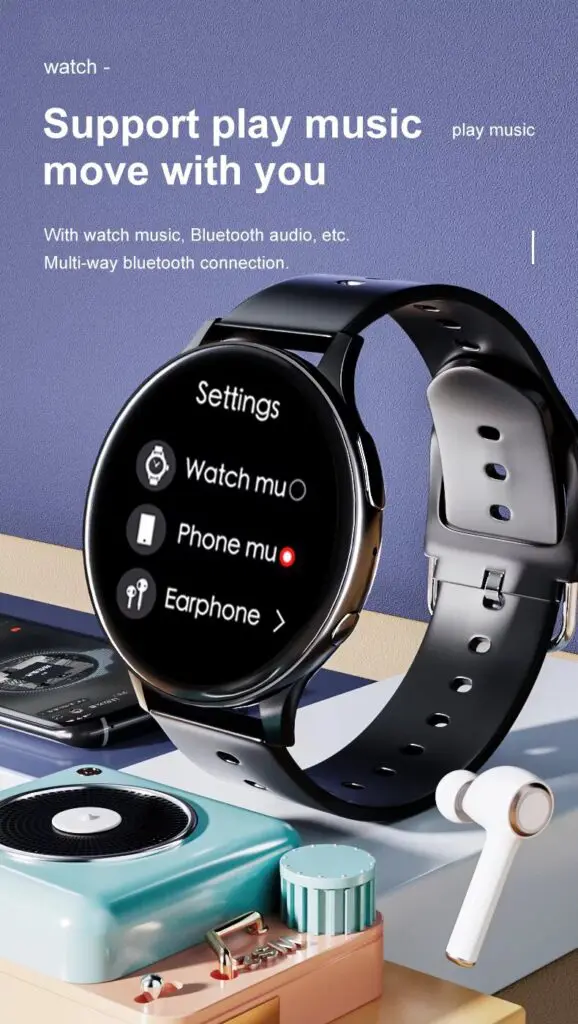 watch -
Support play music
play music
move with you
With watch music, Bluetooth audio, etc.
Multi-way bluetooth connection.
Settings
Watch mu
Phone mu
Earphone